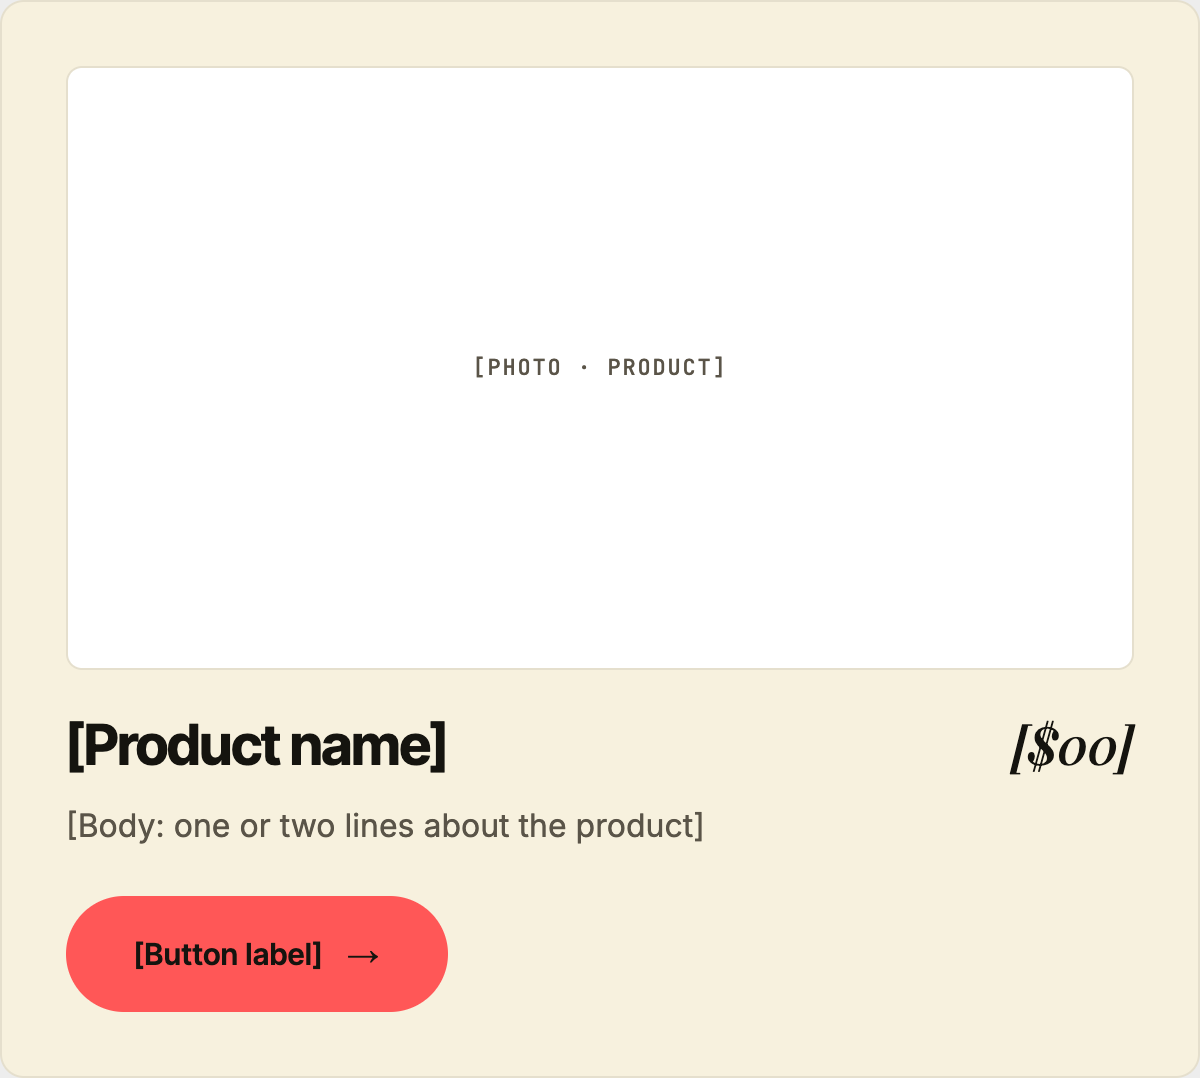 [PHOTO · PRODUCT]
[Product name]
[$00]
[Body: one or two lines about the product]
[Button label] →